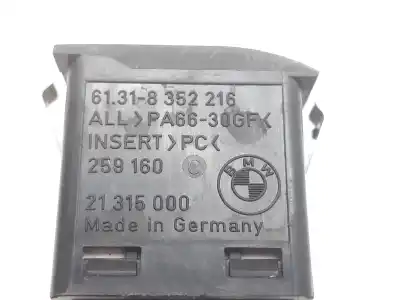 61.31-8 352 216
ALL >PA66-30GF<
INSERT >PC<
259 160 C
BMW
21 315 000
Made in Germany